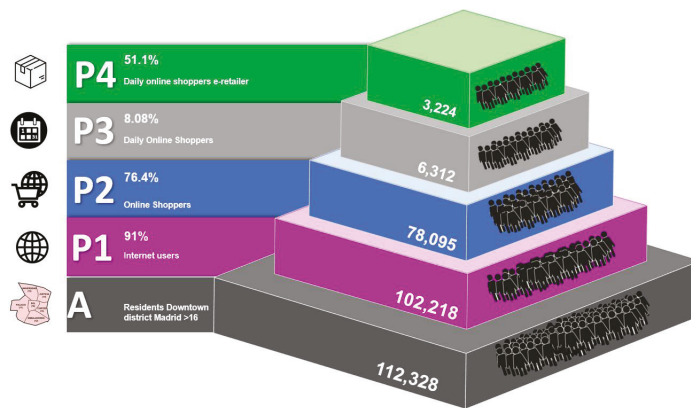 P4
51.1%
Daily online shoppers e-retailer
3,224
P3
8.08%
Daily Online Shoppers
6,312
P2
76.4%
Online Shoppers
78,095
P1
91%
Internet users
102,218
A
Residents Downtown
district Madrid >16
112,328